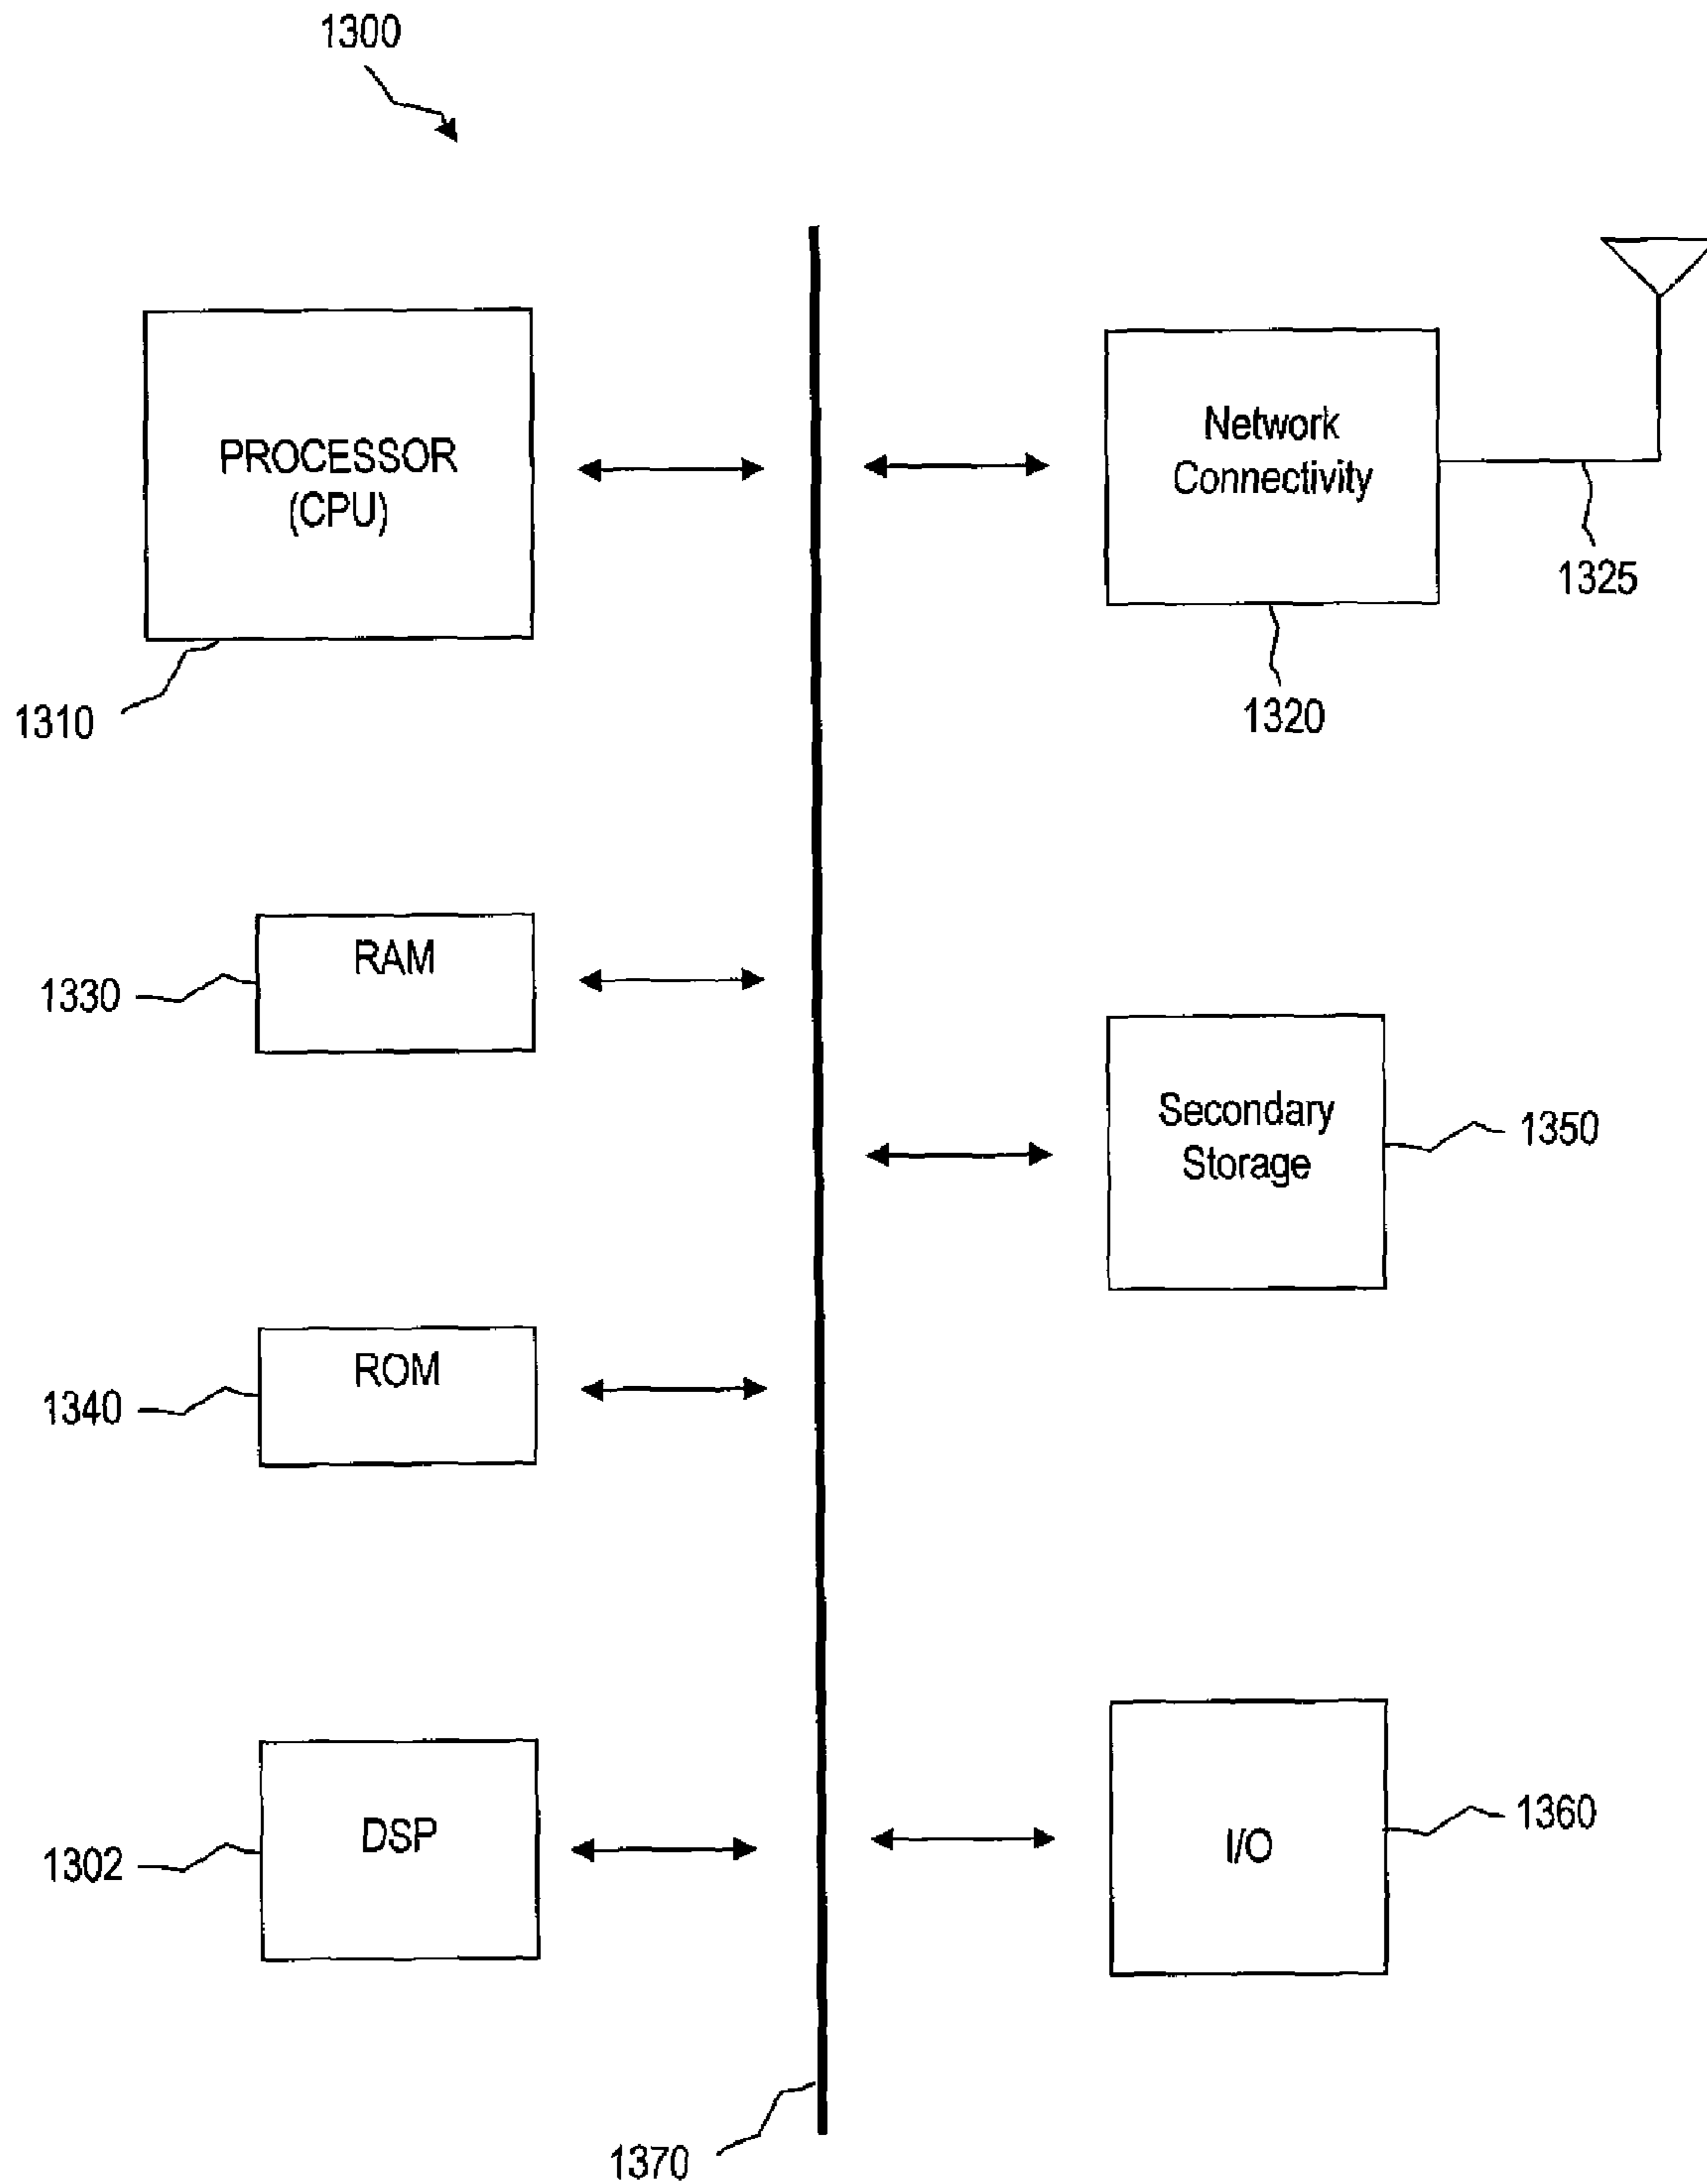 1300
PROCESSOR
(CPU)
Network
Connectivity
1325
1310
1320
RAM
1330
Secondary
Storage
1350
ROM
1340
DSP
1302
I/O
1360
1370